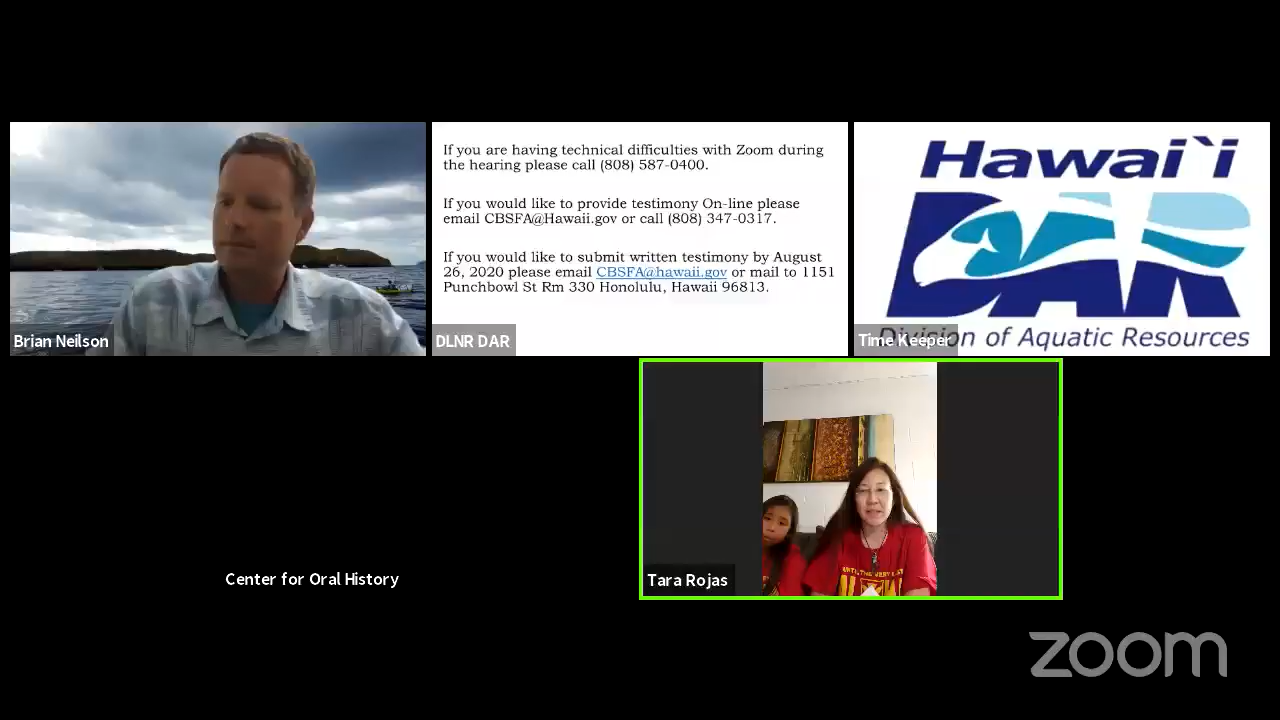 If you are having technical difficulties with Zoom during
the hearing please call (808) 587-0400.
If you would like to provide testimony On-line please
email CBSFA@Hawaii.gov or call (808) 347-0317.
If you would like to submit written testimony by August
26, 2020 please email CBSFA@hawaii.gov or mail to 1151
Punchbowl St Rm 330 Honolulu, Hawaii 96813.
Hawai`i
DAR
Division of Aquatic Resources
Brian Neilson
DLNR DAR
Time Keeper
UNTIL THE VERY
Center for Oral History
Tara Rojas
zoom